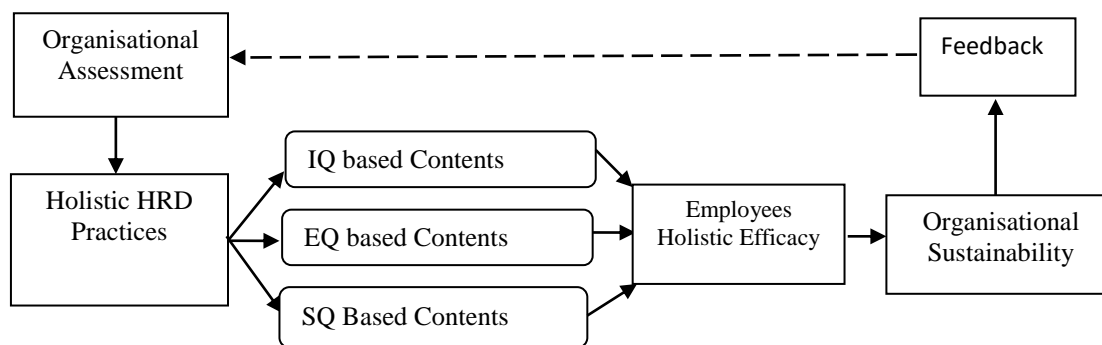 Organisational
Assessment
Feedback
Holistic HRD
Practices
IQ based Contents
EQ based Contents
SQ Based Contents
Employees
Holistic Efficacy
Organisational
Sustainability